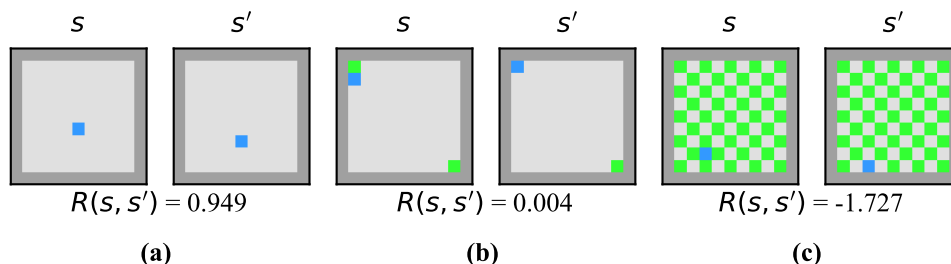 s s′ s s′ s s′
R(s, s′) = 0.949 R(s, s′) = 0.004 R(s, s′) = -1.727
(a) (b) (c)